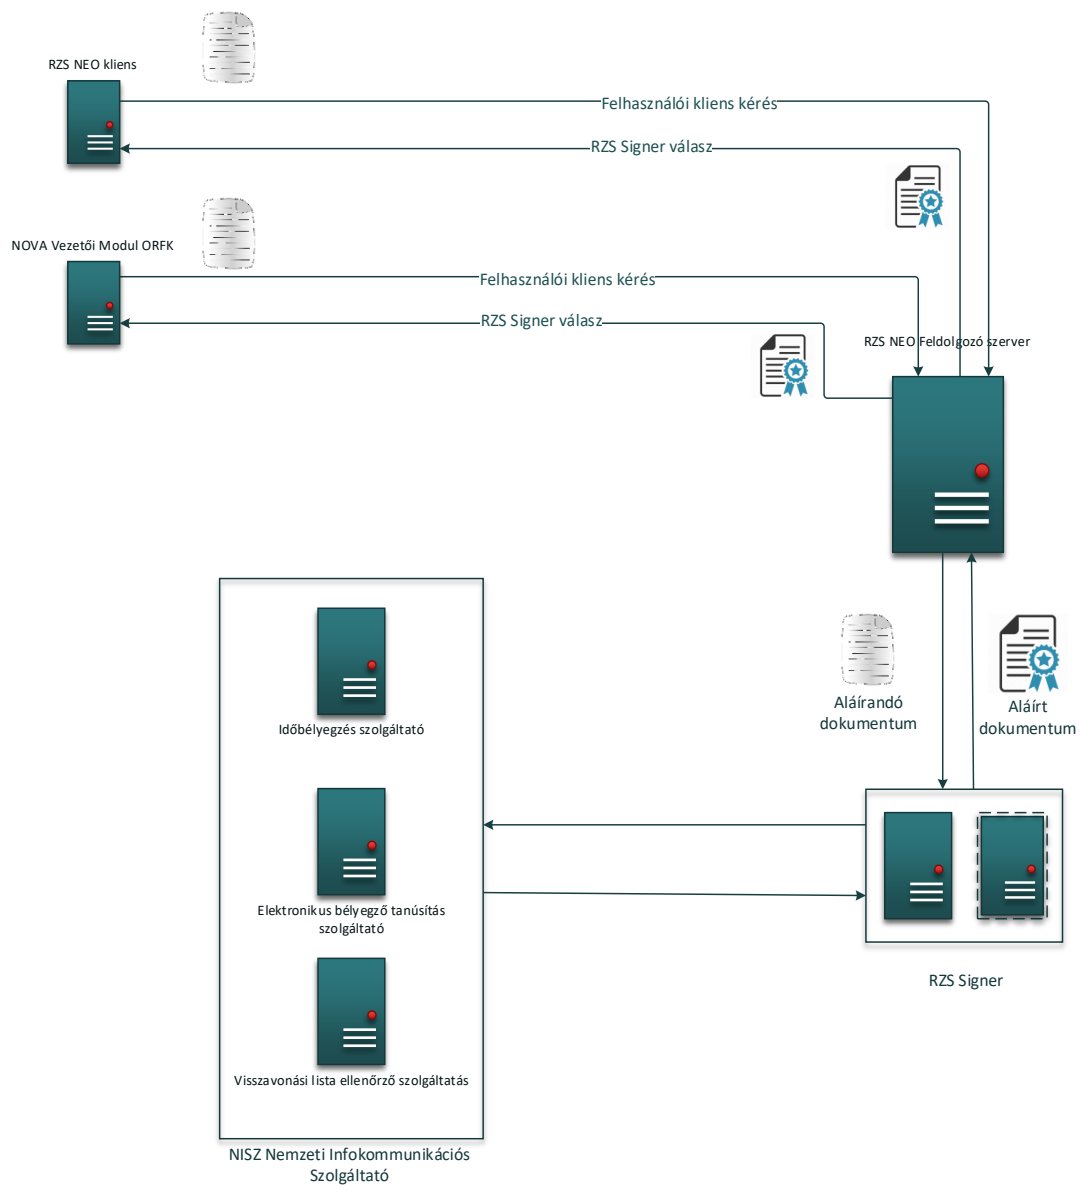 RZS NEO kliens
Felhasználói kliens kérés
RZS Signer válasz
NOVA Vezetői Modul ORFK
Felhasználói kliens kérés
RZS Signer válasz
RZS NEO Feldolgozó szerver
Aláírandó
dokumentum
Aláírt
dokumentum
Időbélyegzés szolgáltató
Elektronikus bélyegző tanúsítás
szolgáltató
Visszavonási lista ellenőrző szolgáltatás
RZS Signer
NISZ Nemzeti Infokommunikációs
Szolgáltató